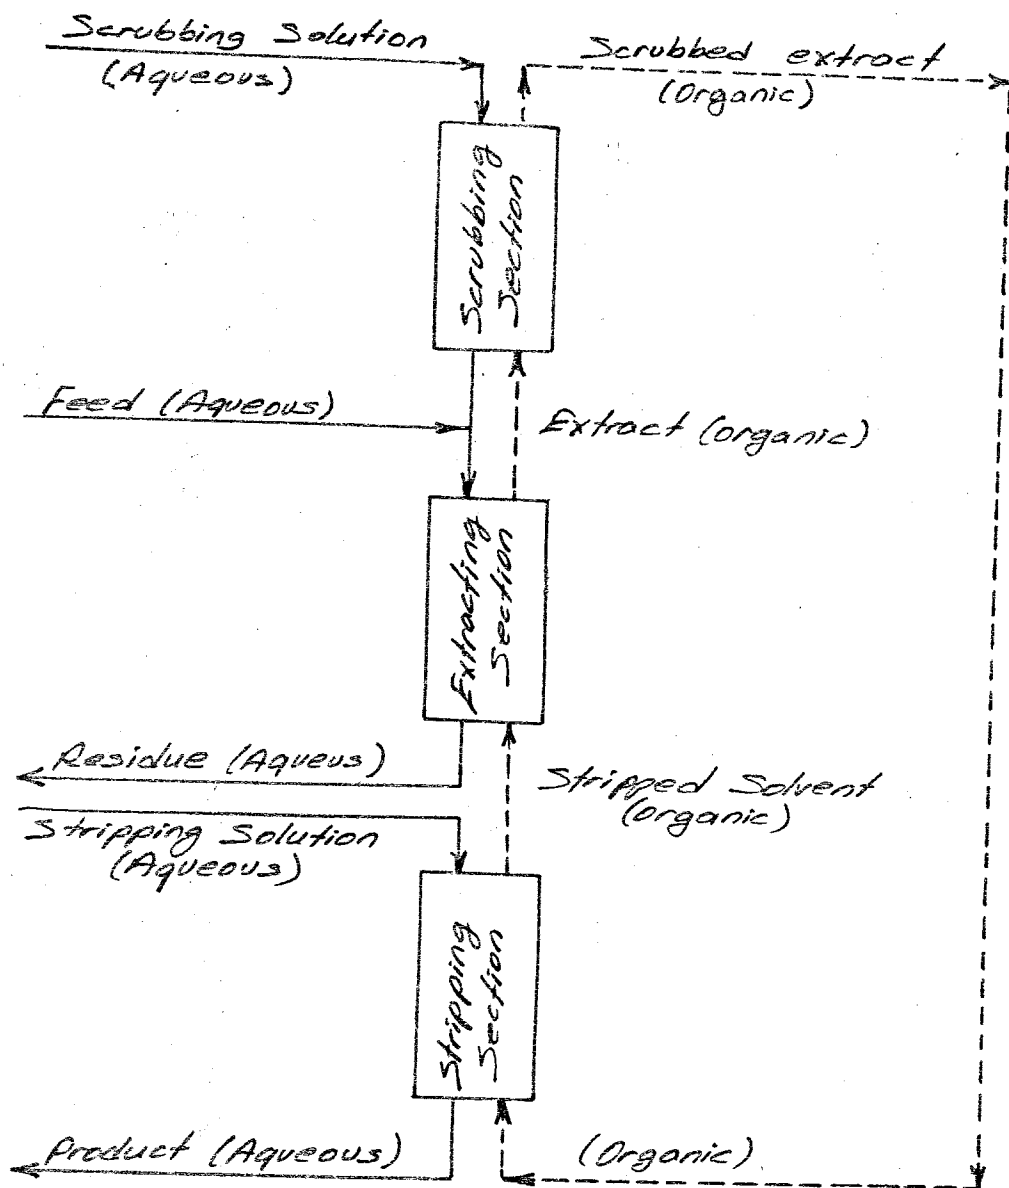 Scrubbing Solution
(Aqueous)
Scrubbed extract
(Organic)
Scrubbing
Section
Feed (Aqueous)
Extract (Organic)
Extracting
Section
Residue (Aqueus)
Stripped Solvent
(Organic)
Stripping Solution
(Aqueous)
Stripping
Section
Product (Aqueous)
(Organic)